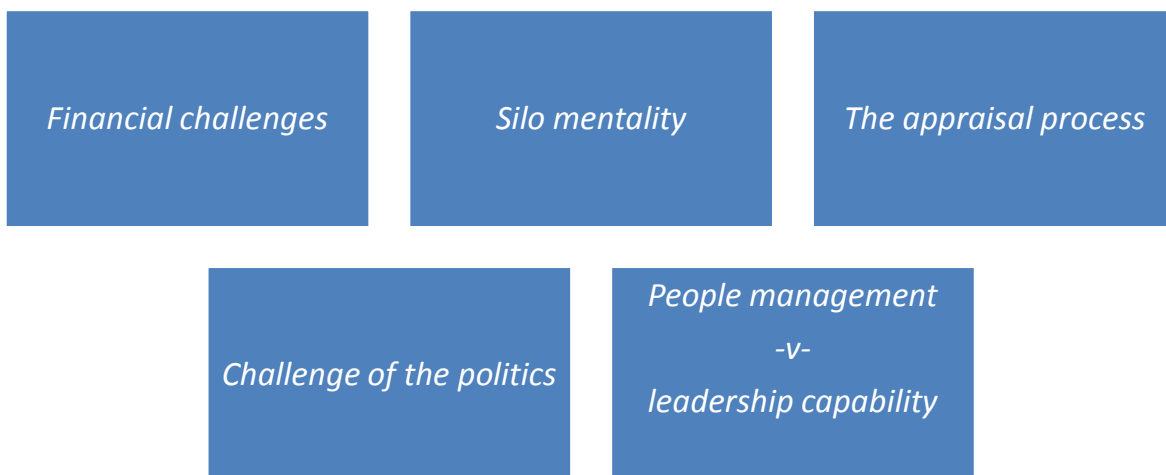 Financial challenges
Silo mentality
The appraisal process
Challenge of the politics
People management
-v-
leadership capability